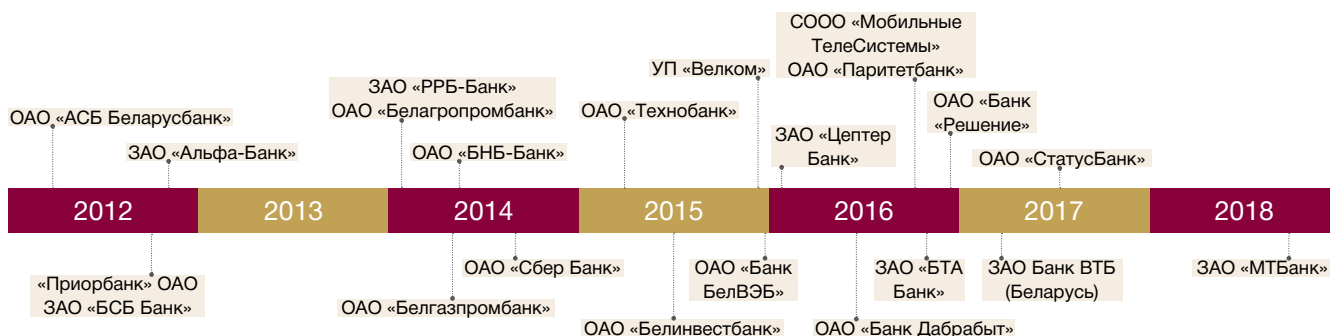 СООО «Мобильные
ТелеСистемы»
ОАО «Паритетбанк»
УП «Велком»
ЗАО «РРБ-Банк»
ОАО «Белагропромбанк»
ОАО «Технобанк»
ОАО «Банк
«Решение»
ОАО «АСБ Беларусбанк»
ЗАО «Альфа-Банк»
ОАО «БНБ-Банк»
ЗАО «Цептер
Банк»
ОАО «СтатусБанк»
2012
2013
2014
2015
2016
2017
2018
«Приорбанк» ОАО
ЗАО «БСБ Банк»
ОАО «Белгазпромбанк»
ОАО «Сбер Банк»
ОАО «Белинвестбанк»
ОАО «Банк
БелВЭБ»
ОАО «Банк Дабрабыт»
ЗАО «БТА
Банк»
ЗАО Банк ВТБ
(Беларусь)
ЗАО «МТБанк»